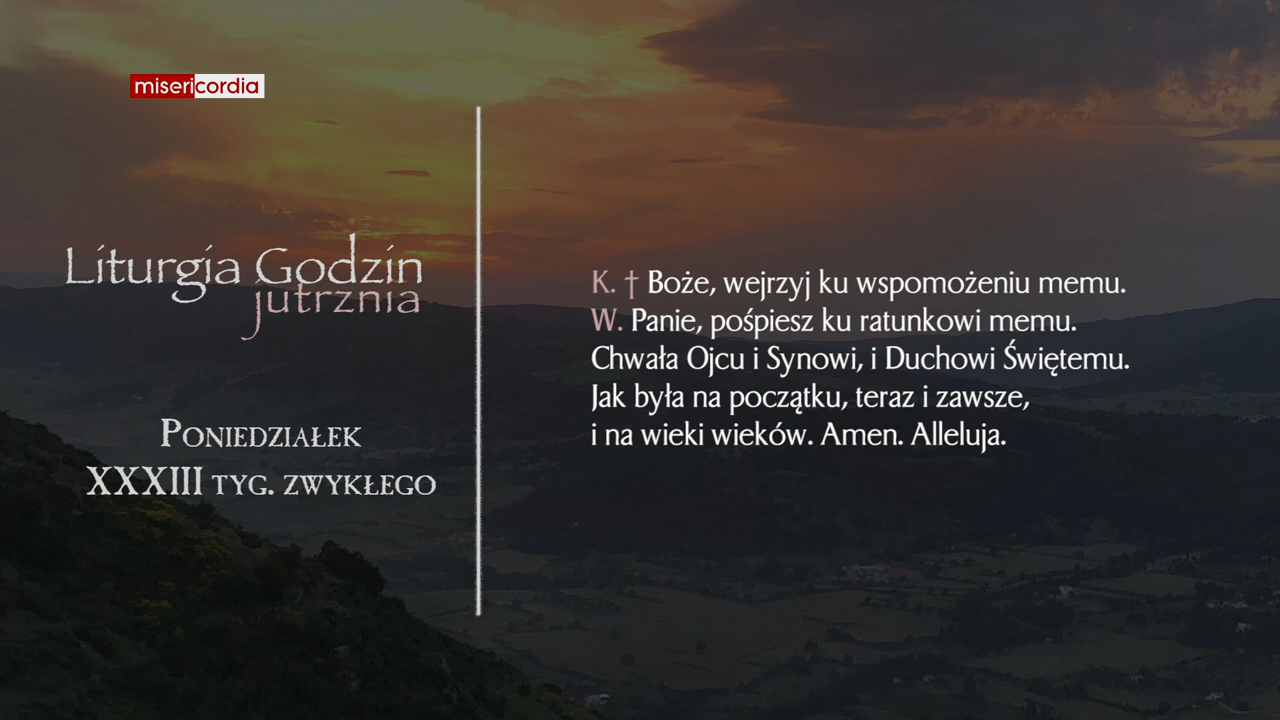 misericordia
Liturgia Godzin
jutrznia
Poniedziałek
XXXIII tyg. zwykłego
K. † Boże, wejrzyj ku wspomożeniu memu.
W. Panie, pośpiesz ku ratunkowi memu.
Chwała Ojcu i Synowi, i Duchowi Świętemu.
Jak była na początku, teraz i zawsze,
i na wieki wieków. Amen. Alleluja.